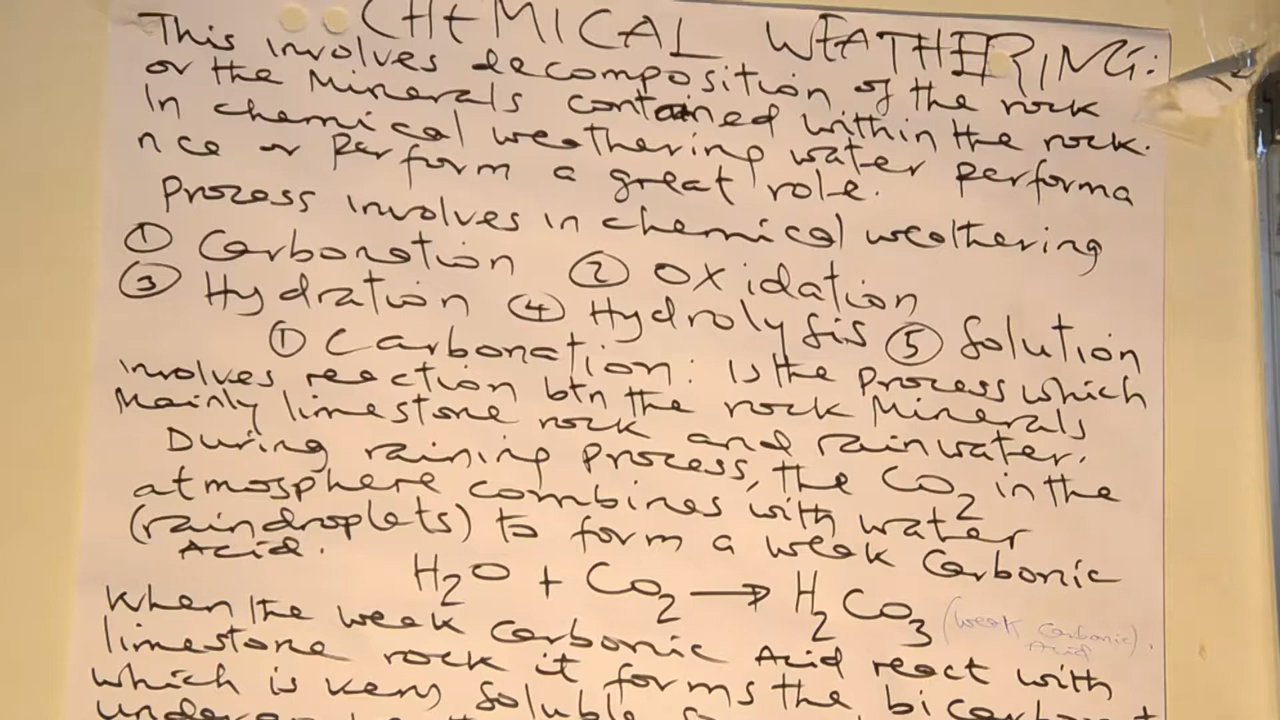 CHEMICAL WEATHERING:
This involves decomposition of the rock
or the Minerals contained within the rock.
In chemical weathering water performa
nce or perform a great role.
Process involves in chemical weathering
① Carbonation ② Oxidation
③ Hydration ④ Hydrolysis ⑤ Solution
① Carbonation: Is the process which
involves reaction btn the rock Minerals
Mainly limestone rock and rainwater.
During raining process, the CO2 in the
atmosphere combines with water
(raindroplets) to form a weak Carbonic
Acid.
H2O + CO2 → H2CO3 (weak carbonic).
Acid
When the weak carbonic Acid react with
limestone rock it forms the
which is very soluble